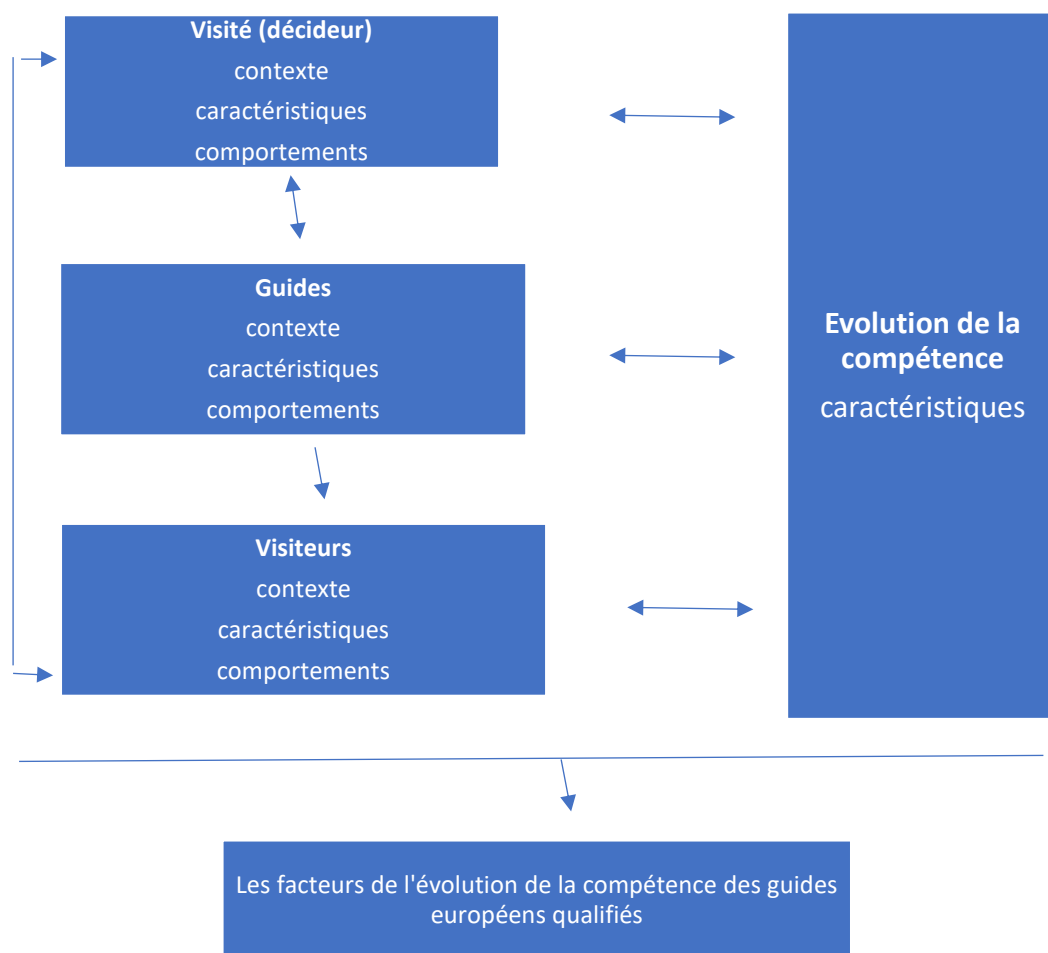 Visité (décideur)
contexte
caractéristiques
comportements
Guides
contexte
caractéristiques
comportements
Visiteurs
contexte
caractéristiques
comportements
Evolution de la
compétence
caractéristiques
Les facteurs de l'évolution de la compétence des guides
européens qualifiés